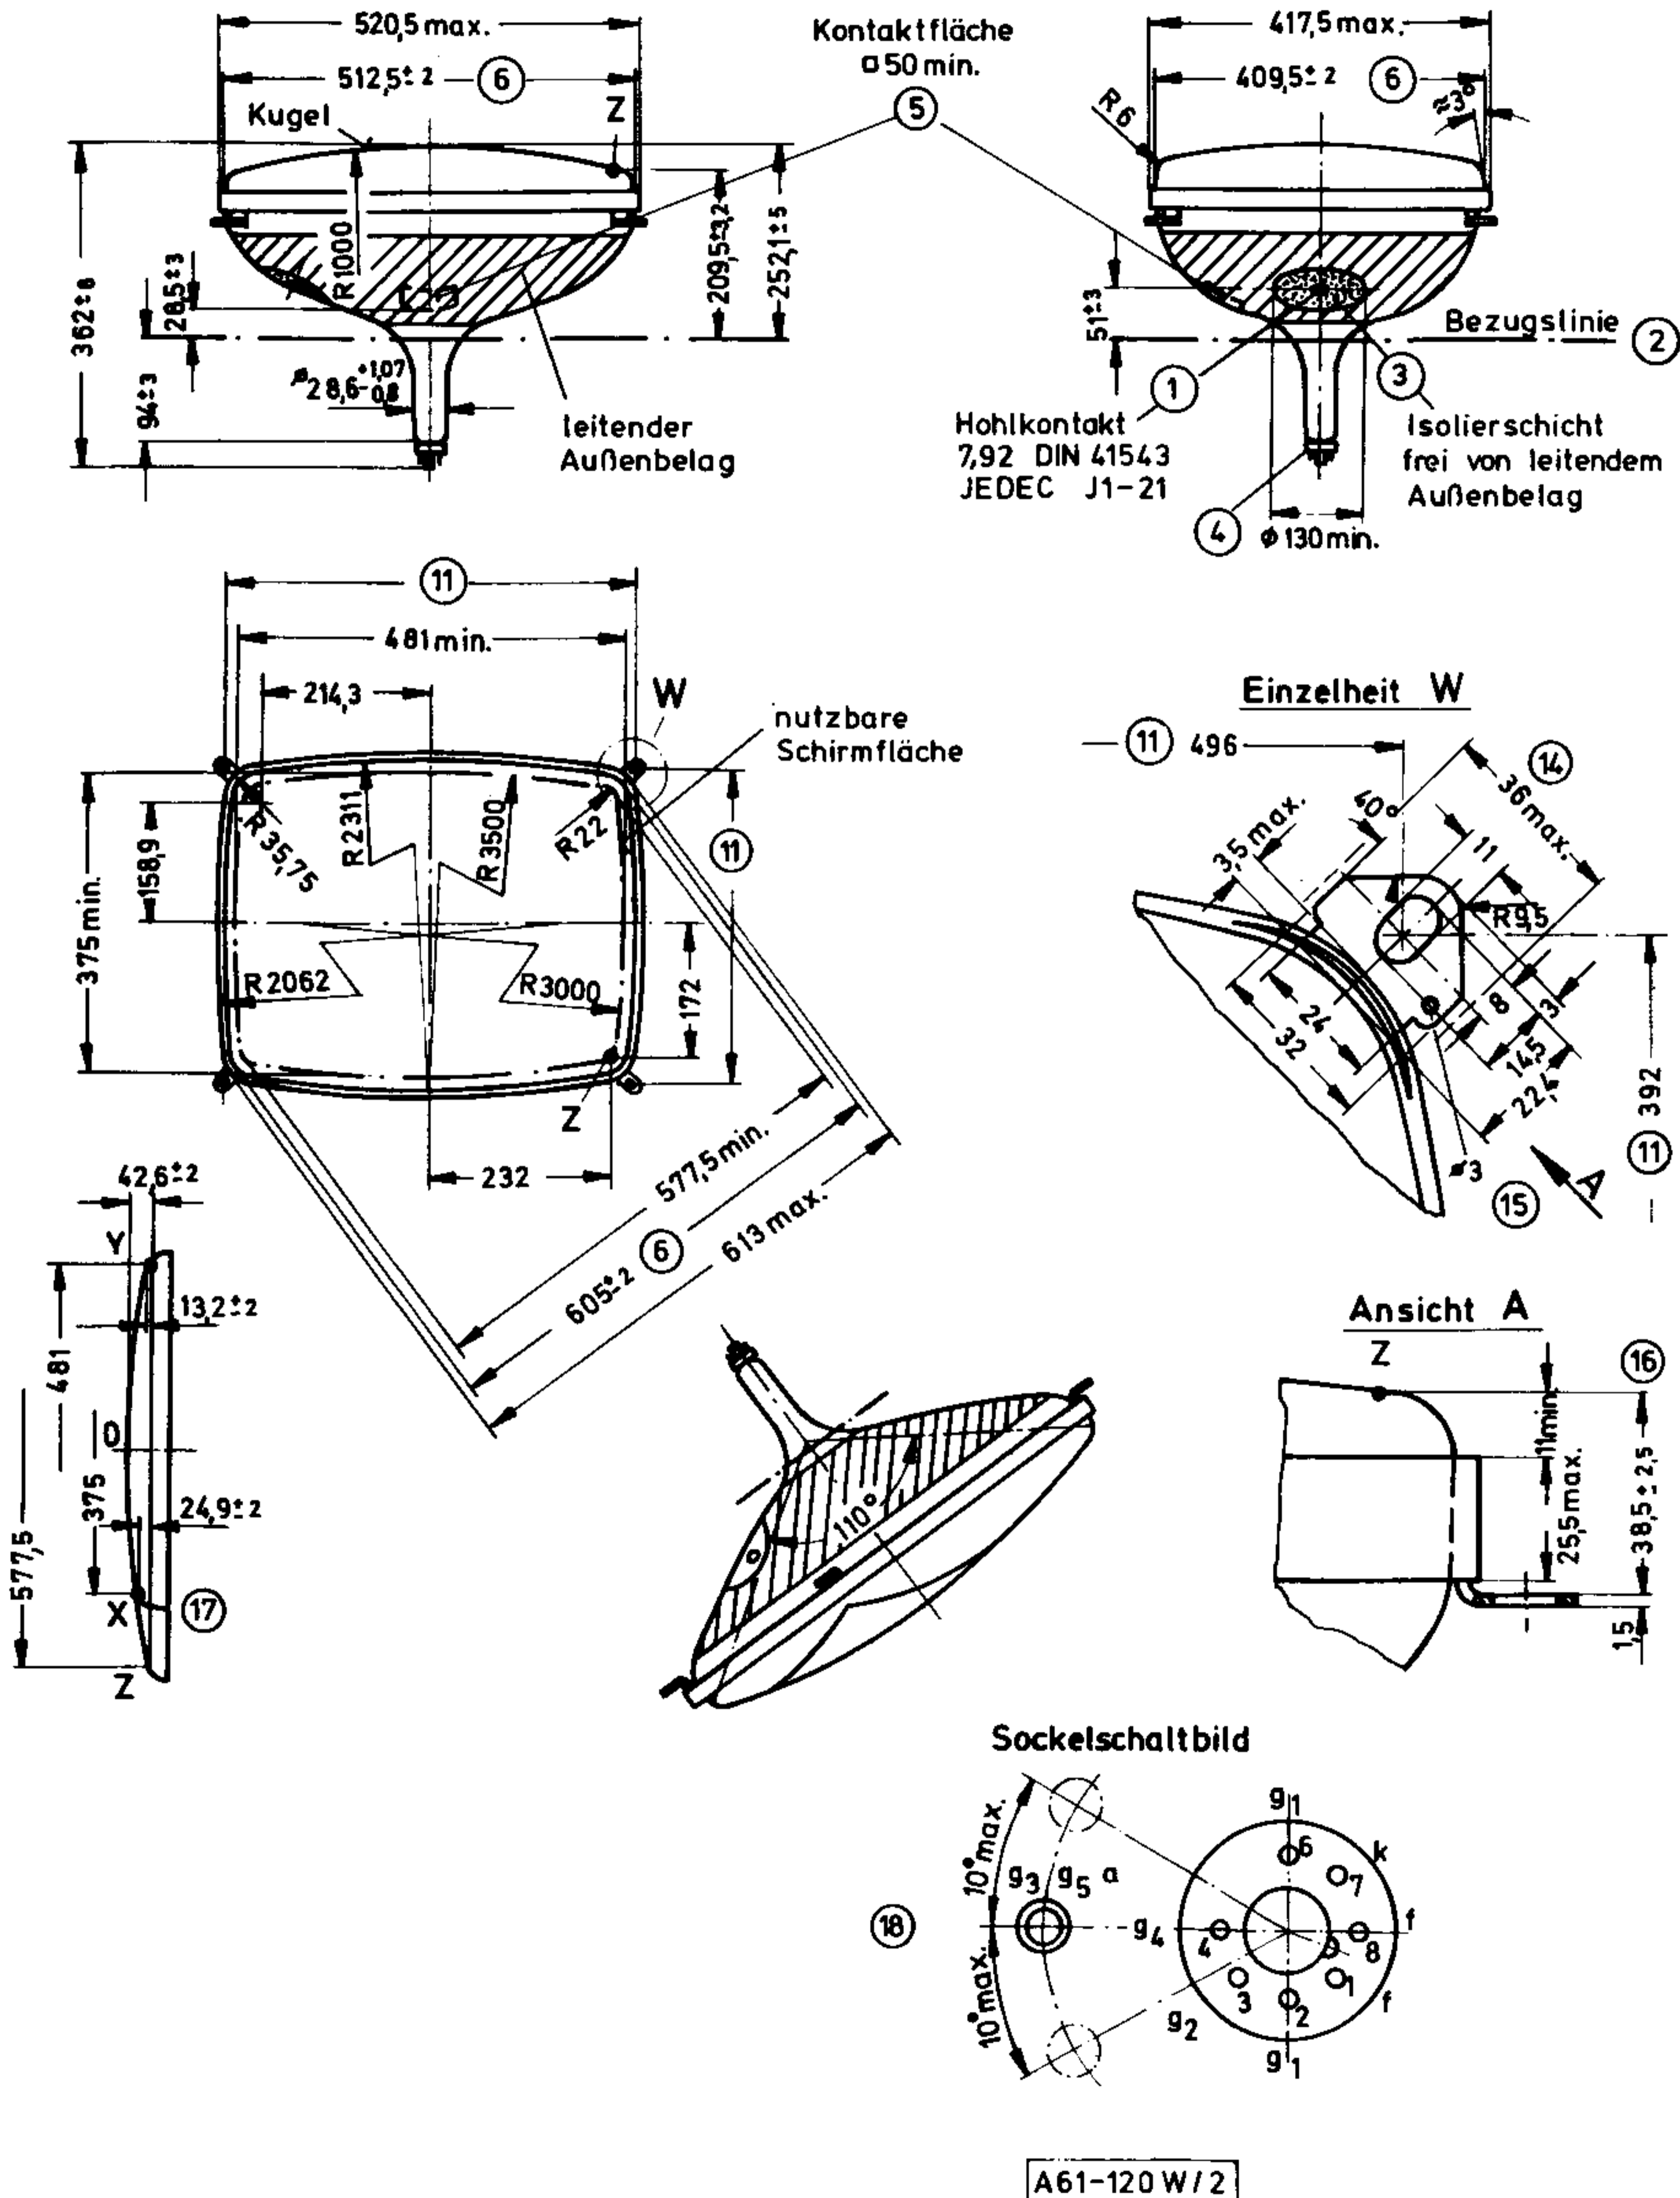 520,5 max.
512,5±2 6
Kugel
Z
Kontaktfläche
□ 50 min.
5
417,5 max.
409,5±2 6
R6
≈3°
362±8
28,5±3
94±3
R1000
209,5±3,2
252,1±5
ø28,6 +1,07 -0,8
leitender
Außenbelag
51±3
Bezugslinie 2
1
3
Hohlkontakt
7,92 DIN 41543
JEDEC J1-21
Isolierschicht
frei von leitendem
Außenbelag
4
ø 130 min.
11
481 min.
214,3
W
nutzbare
Schirmfläche
375 min.
158,9
R35,75
R2311
R3500
R22
11
R2062
R3000
172
Z
232
577,5 min.
605±2 6
613 max.
Einzelheit W
11 496
14
36 max.
40°
3,5 max.
11
R9,5
24
32
8
3
14,5
22,4
392
11
ø3
15
A
42,6±2
Y
13,2±2
481
0
375
24,9±2
577,5
X 17
Z
110°
Ansicht A
Z
16
11 min.
25,5 max.
38,5±2,5
1,5
Sockelschaltbild
10° max.
10° max.
18
g3 g5 a
g4
g1
6
k
7
f
8
4
3
2
1
f
g2
g1
A61-120 W/2